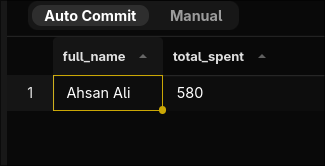 Auto Commit Manual
full_name total_spent
1 Ahsan Ali 580